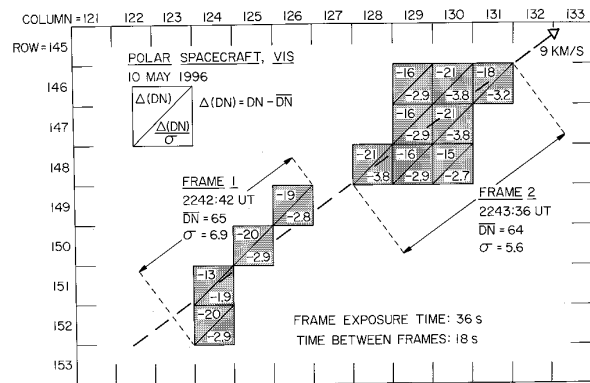 COLUMN = 121 122 123 124 125 126 127 128 129 130 131 132 133
ROW = 145
146
147
148
149
150
151
152
153
POLAR SPACECRAFT, VIS
10 MAY 1996
Δ(DN)
Δ(DN)/σ
Δ(DN) = DN - D̅N̅
9 KM/S
-16 -21 -18
-2.9 -3.8 -3.2
-16 -21
-2.9 -3.8
-21 -16 -15
3.8 -2.9 -2.7
FRAME 1
2242:42 UT
D̅N̅ = 65
σ = 6.9
-19
-2.8
-20
-2.9
-13
-1.9
-20
-2.9
FRAME 2
2243:36 UT
D̅N̅ = 64
σ = 5.6
FRAME EXPOSURE TIME: 36 s
TIME BETWEEN FRAMES: 18 s